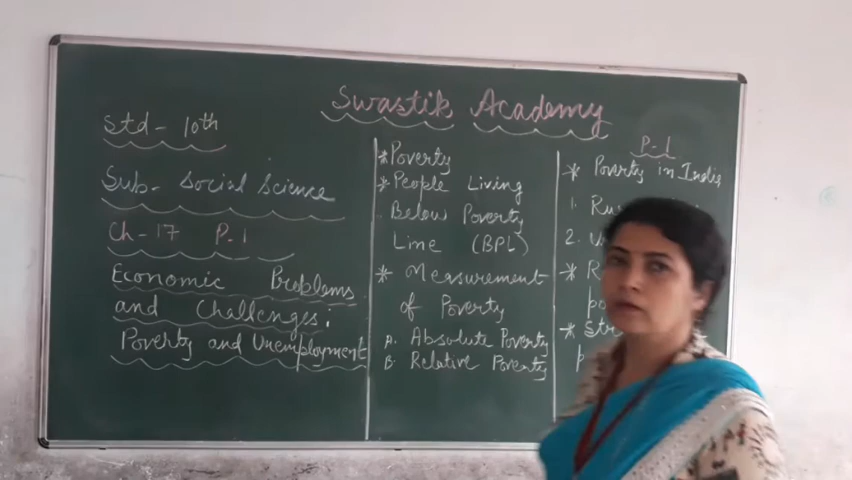 Swastik Academy
Std - 10th
Sub - Social Science
Ch - 17 P-1
Economic Problems
and Challenges:
Poverty and Unemployment
* Poverty
* People Living
Below Poverty
Line (BPL)
* Measurement
of Poverty
A. Absolute Poverty
B. Relative Poverty
P-1
* Poverty in India
1.
2.
*
*